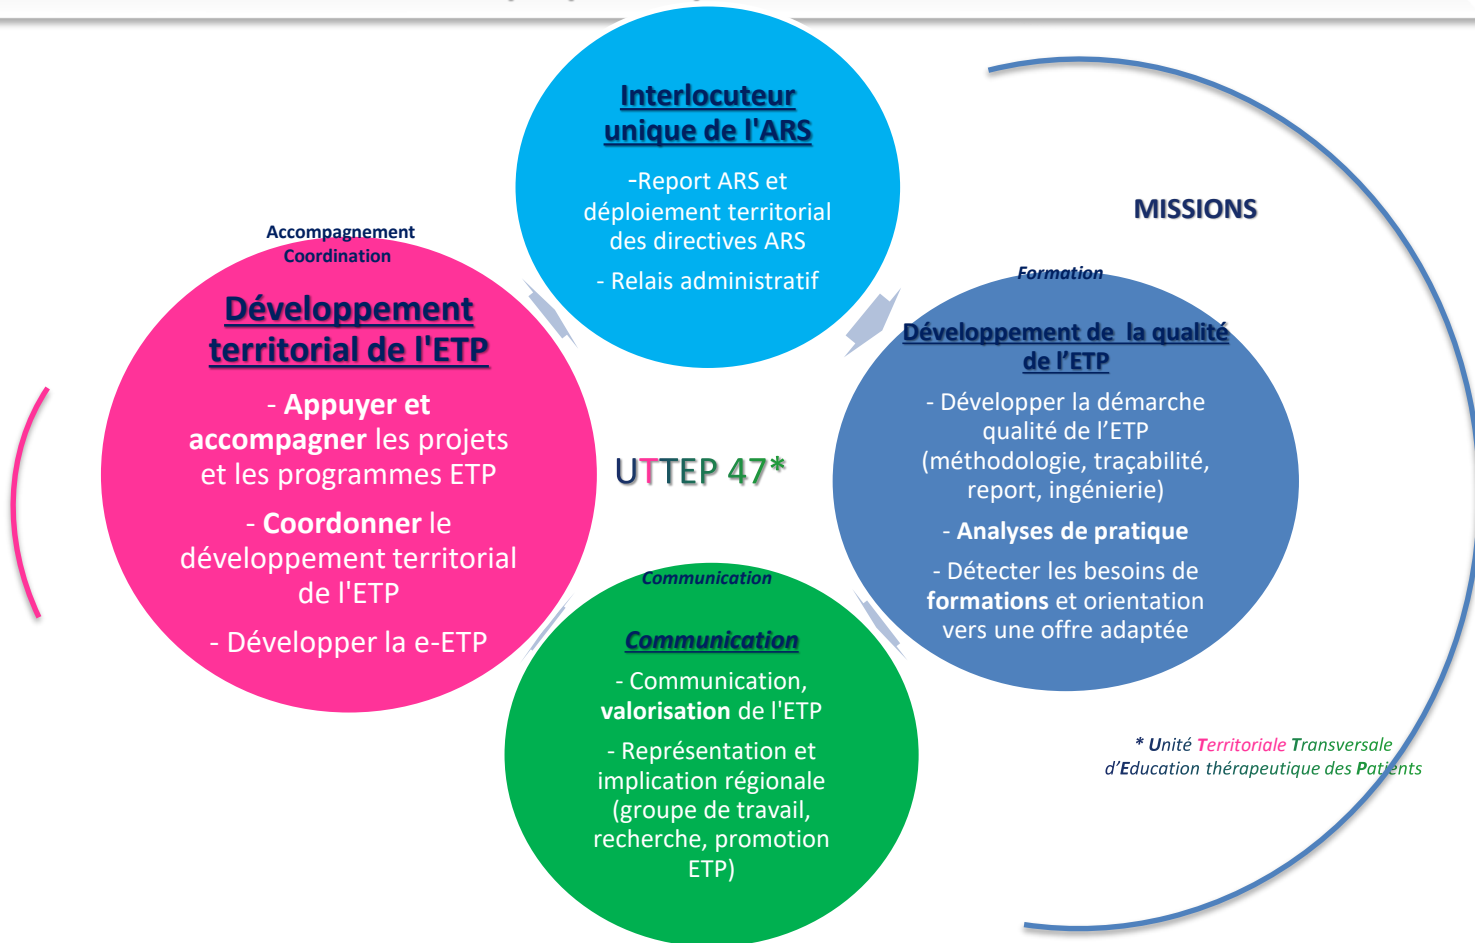 Interlocuteur
unique de l'ARS
-Report ARS et
déploiement territorial
des directives ARS
- Relais administratif
MISSIONS
Accompagnement
Coordination
Développement
territorial de l'ETP
- Appuyer et
accompagner les projets
et les programmes ETP
- Coordonner le
développement territorial
de l'ETP
- Développer la e-ETP
UTTEP 47*
Formation
Développement de la qualité
de l’ETP
- Développer la démarche
qualité de l’ETP
(méthodologie, traçabilité,
report, ingénierie)
- Analyses de pratique
- Détecter les besoins de
formations et orientation
vers une offre adaptée
Communication
Communication
- Communication,
valorisation de l'ETP
- Représentation et
implication régionale
(groupe de travail,
recherche, promotion
ETP)
* Unité Territoriale Transversale
d’Education thérapeutique des Patients